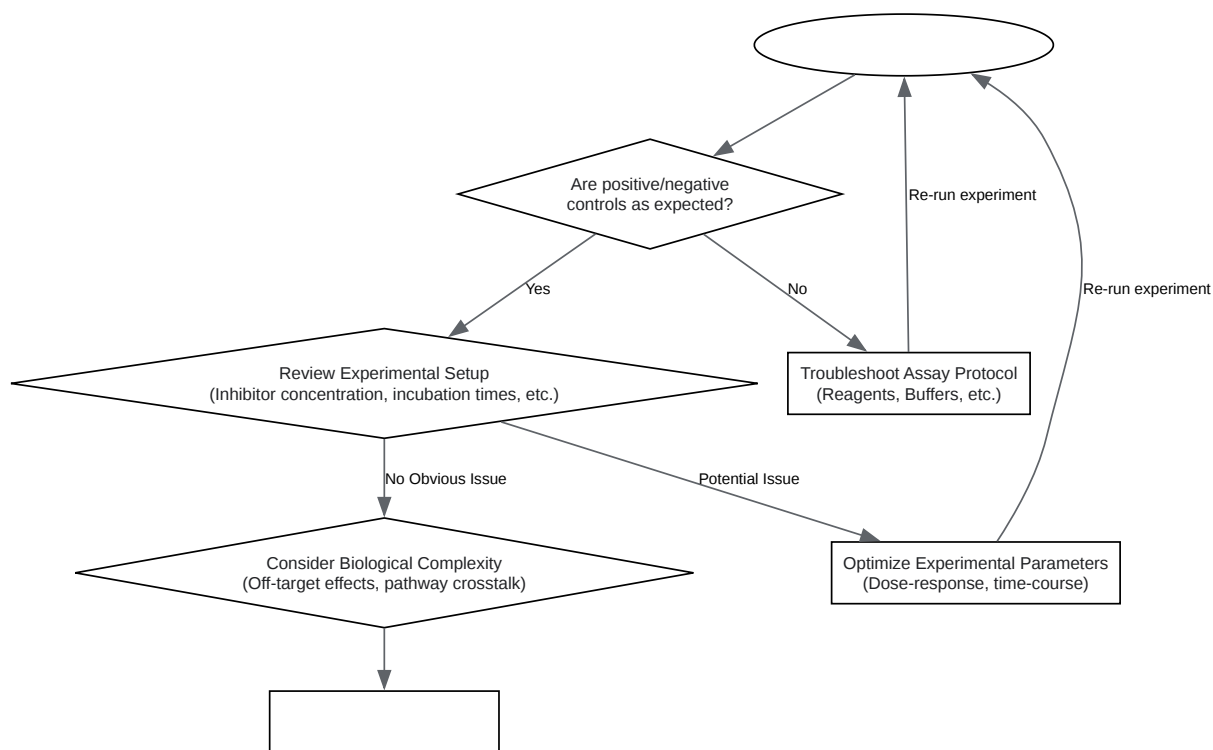 Are positive/negative
controls as expected?
Re-run experiment
Yes
No
Re-run experiment
Review Experimental Setup
(Inhibitor concentration, incubation times, etc.)
Troubleshoot Assay Protocol
(Reagents, Buffers, etc.)
No Obvious Issue
Potential Issue
Consider Biological Complexity
(Off-target effects, pathway crosstalk)
Optimize Experimental Parameters
(Dose-response, time-course)